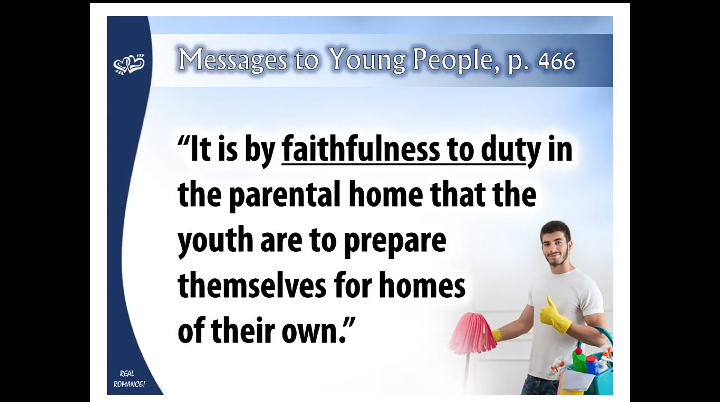 Messages to Young People, p. 466
“It is by faithfulness to duty in
the parental home that the
youth are to prepare
themselves for homes
of their own.”
REAL
ROMANCE!